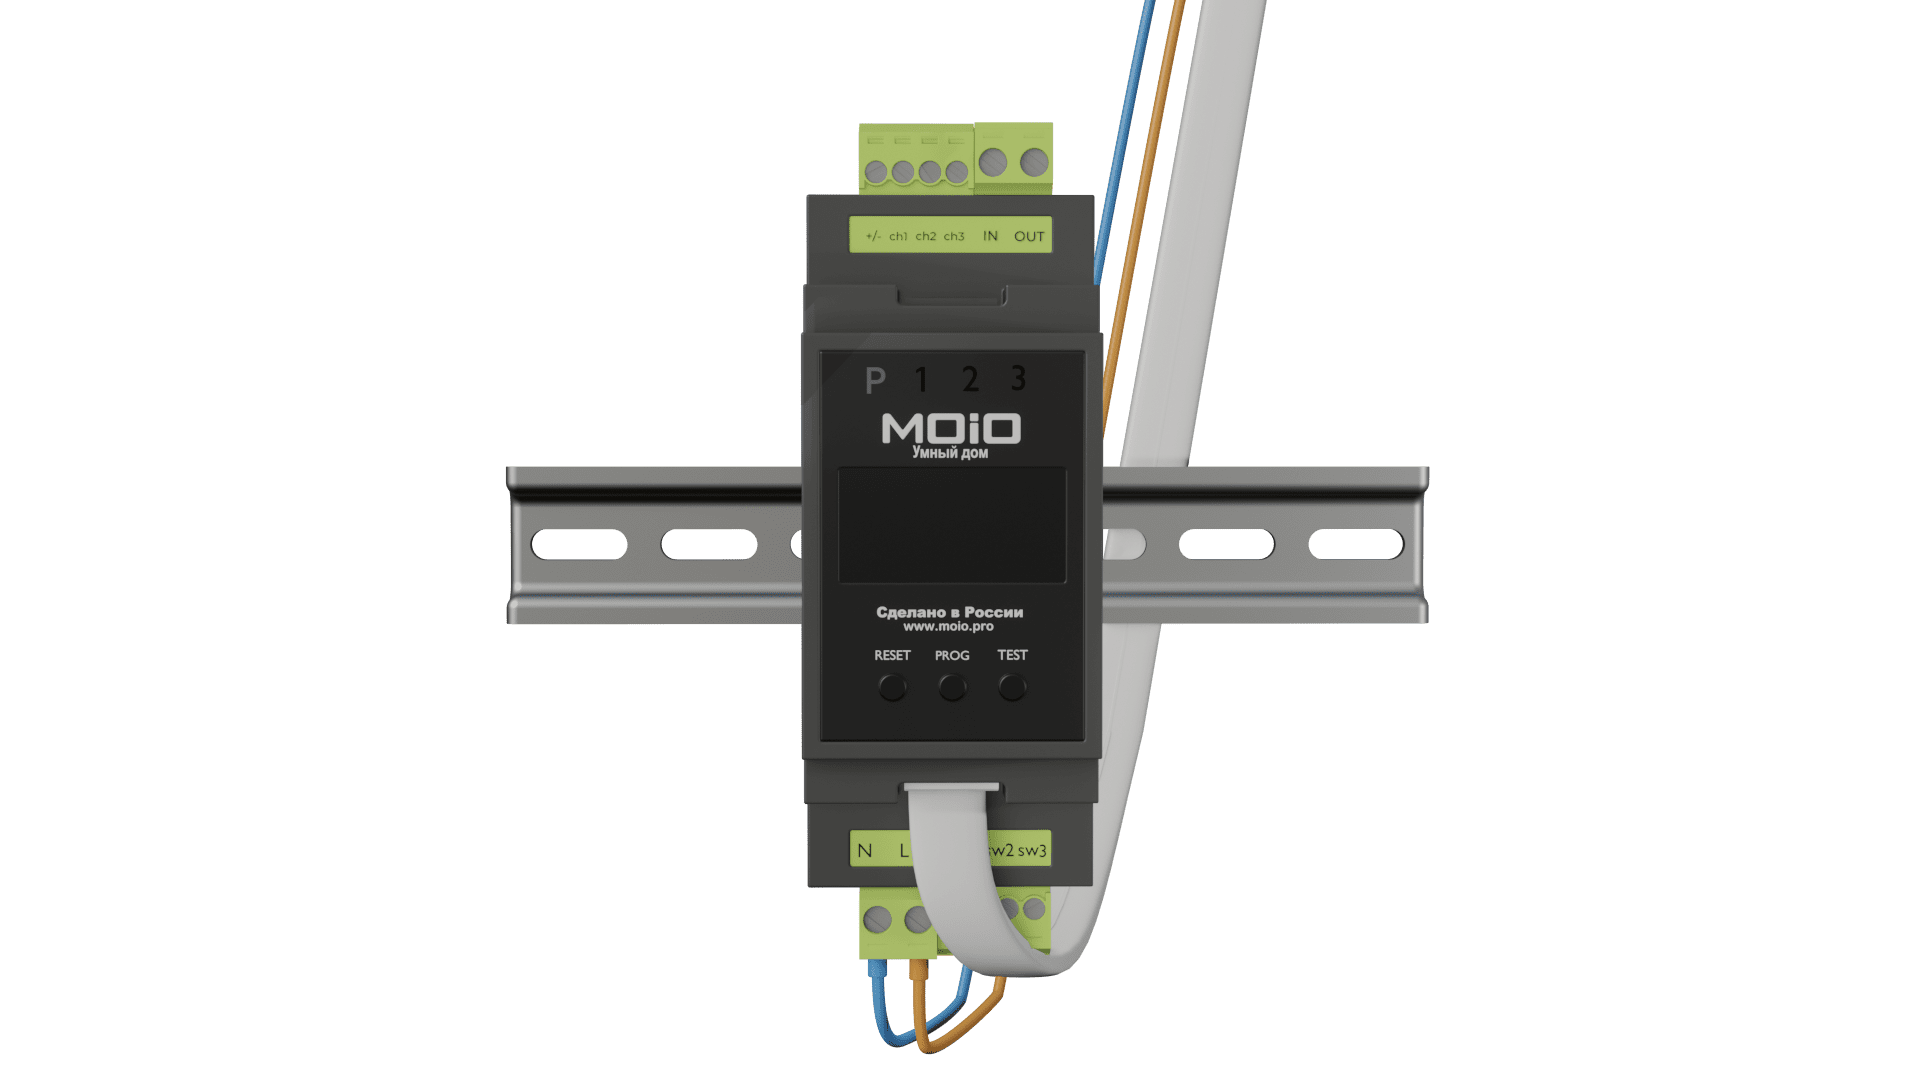 +/- ch1 ch2 ch3 IN OUT
P 1 2 3
MOiO
Умный дом
Сделано в России
www.moio.pro
RESET PROG TEST
N L sw3